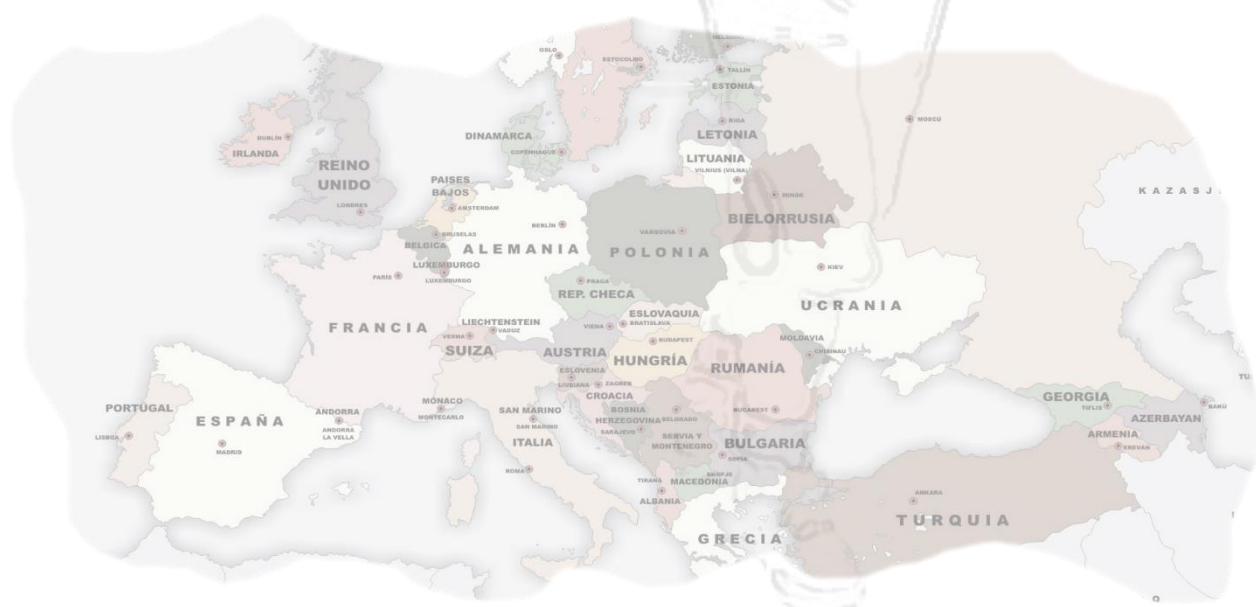 OSLO
ESTOCOLMO
TALLÍN
ESTONIA
MOSCÚ
RIGA
LETONIA
DINAMARCA
COPENHAGUE
DUBLÍN
IRLANDA
LITUANIA
VILNIUS (VILNA)
REINO
UNIDO
LONDRES
PAISES
BAJOS
AMSTERDAM
MINSK
BIELORRUSIA
KAZASJ
BERLÍN
VARSOVIA
BRUSELAS
BELGICA
ALEMANIA
POLONIA
LUXEMBURGO
LUXEMBURGO
PARÍS
PRAGA
REP. CHECA
KIEV
UCRANIA
FRANCIA
LIECHTENSTEIN
VADUZ
VIENA
ESLOVAQUIA
BRATISLAVA
BERNA
SUIZA
AUSTRIA
BUDAPEST
HUNGRÍA
MOLDAVIA
CHISINAU
RUMANÍA
ESLOVENIA
LIUBIANA
ZAGREB
CROACIA
BUCAREST
GEORGIA
TIFLIS
BAKÚ
TU
PORTUGAL
LISBOA
ESPAÑA
MADRID
ANDORRA
ANDORRA
LA VELLA
MÓNACO
MONTECARLO
SAN MARINO
SAN MARINO
ITALIA
ROMA
BOSNIA
HERZEGOVINA
SARAJEVO
BELGRADO
SERVIA Y
MONTENEGRO
BULGARIA
SOFIA
SKOPJE
MACEDONIA
TIRANA
ALBANIA
AZERBAYAN
ARMENIA
EREVAN
ANKARA
TURQUIA
GRECIA